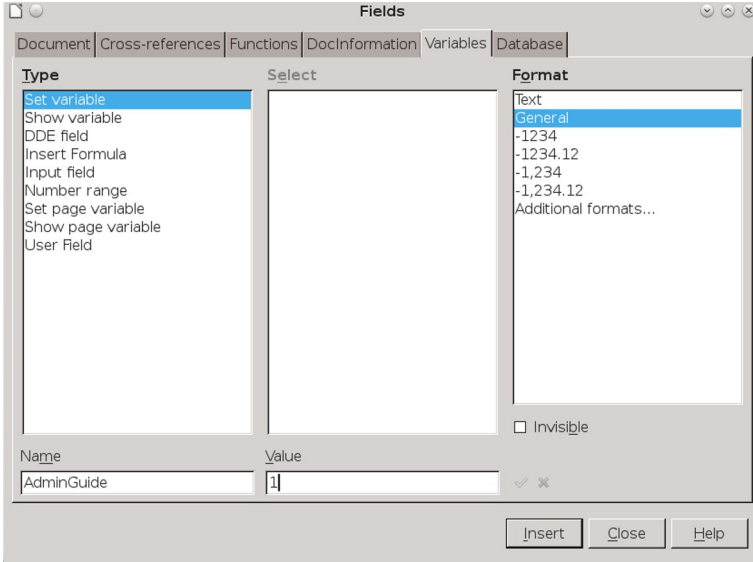 Fields
Document Cross-references Functions DocInformation Variables Database
Type
Set variable
Show variable
DDE field
Insert Formula
Input field
Number range
Set page variable
Show page variable
User Field
Select
Format
Text
General
-1234
-1234.12
-1,234
-1,234.12
Additional formats...
Invisible
Name
AdminGuide
Value
1
Insert Close Help